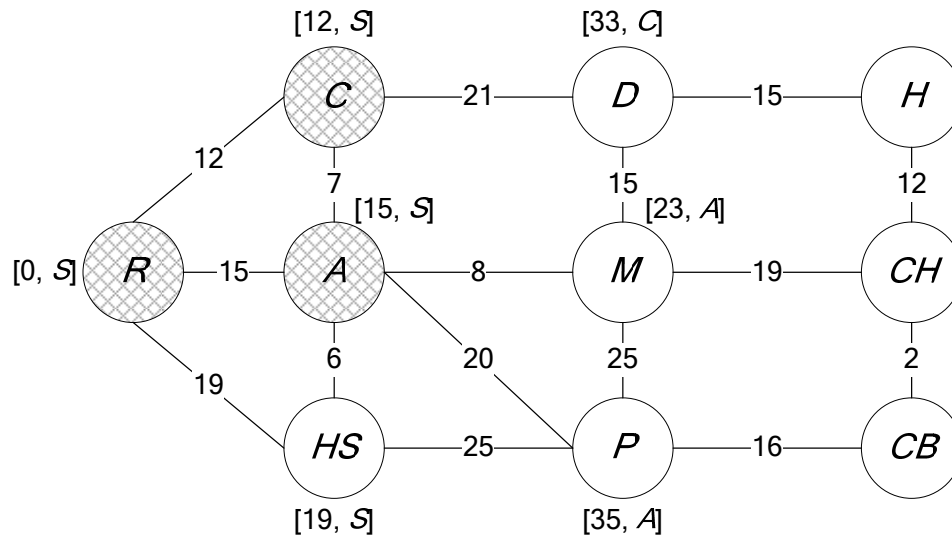 [12, S] [33, C]
C 21 D 15 H
12 7 15 12
[15, S] [23, A]
[0, S] R 15 A 8 M 19 CH
19 6 20 25 2
HS 25 P 16 CB
[19, S] [35, A]